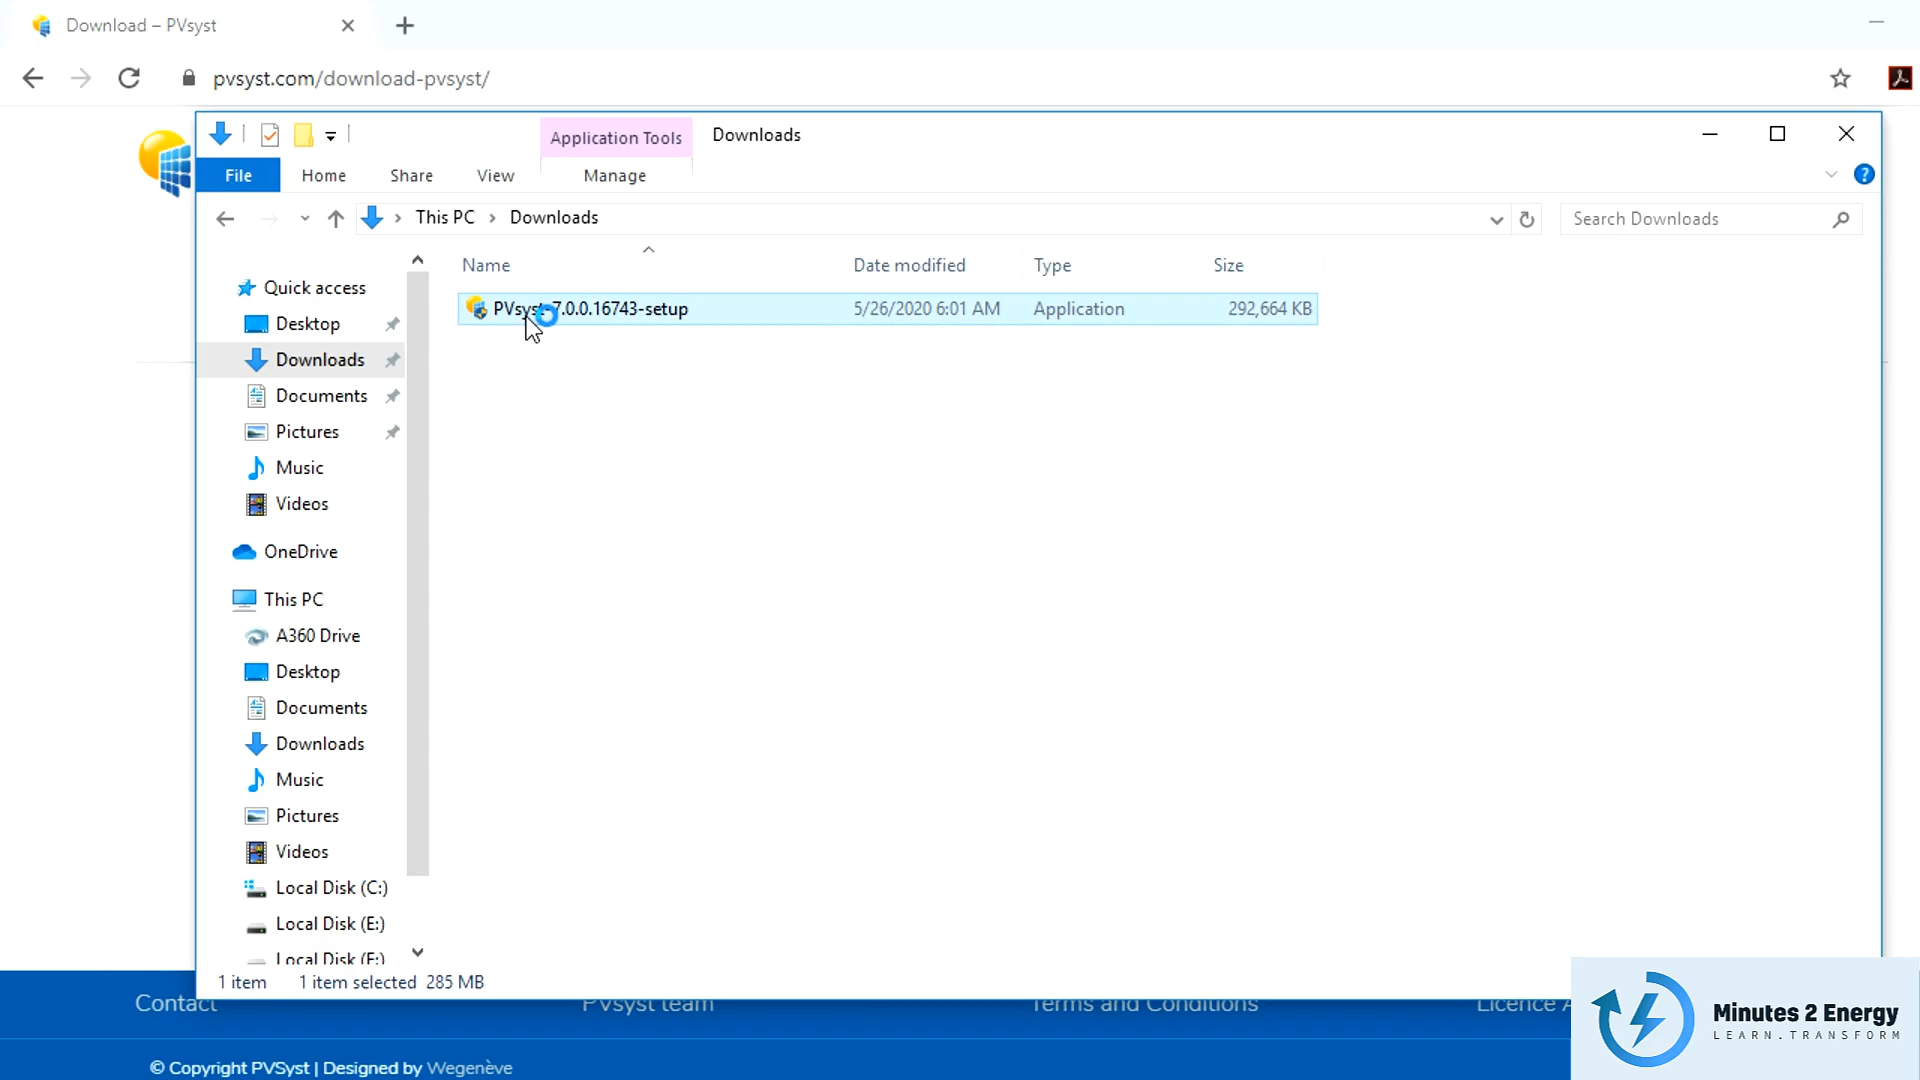 Download – PVsyst
pvsyst.com/download-pvsyst/
Application Tools
Downloads
File
Home
Share
View
Manage
This PC
Downloads
Search Downloads
Name
Date modified
Type
Size
PVsyst-7.0.0.16743-setup
5/26/2020 6:01 AM
Application
292,664 KB
Quick access
Desktop
Downloads
Documents
Pictures
Music
Videos
OneDrive
This PC
A360 Drive
Desktop
Documents
Downloads
Music
Pictures
Videos
Local Disk (C:)
Local Disk (E:)
Local Disk (F:)
1 item
1 item selected
285 MB
Contact
PVsyst team
Terms and Conditions
Licence
© Copyright PVSyst | Designed by Wegenève
Minutes 2 Energy
LEARN.TRANSFORM